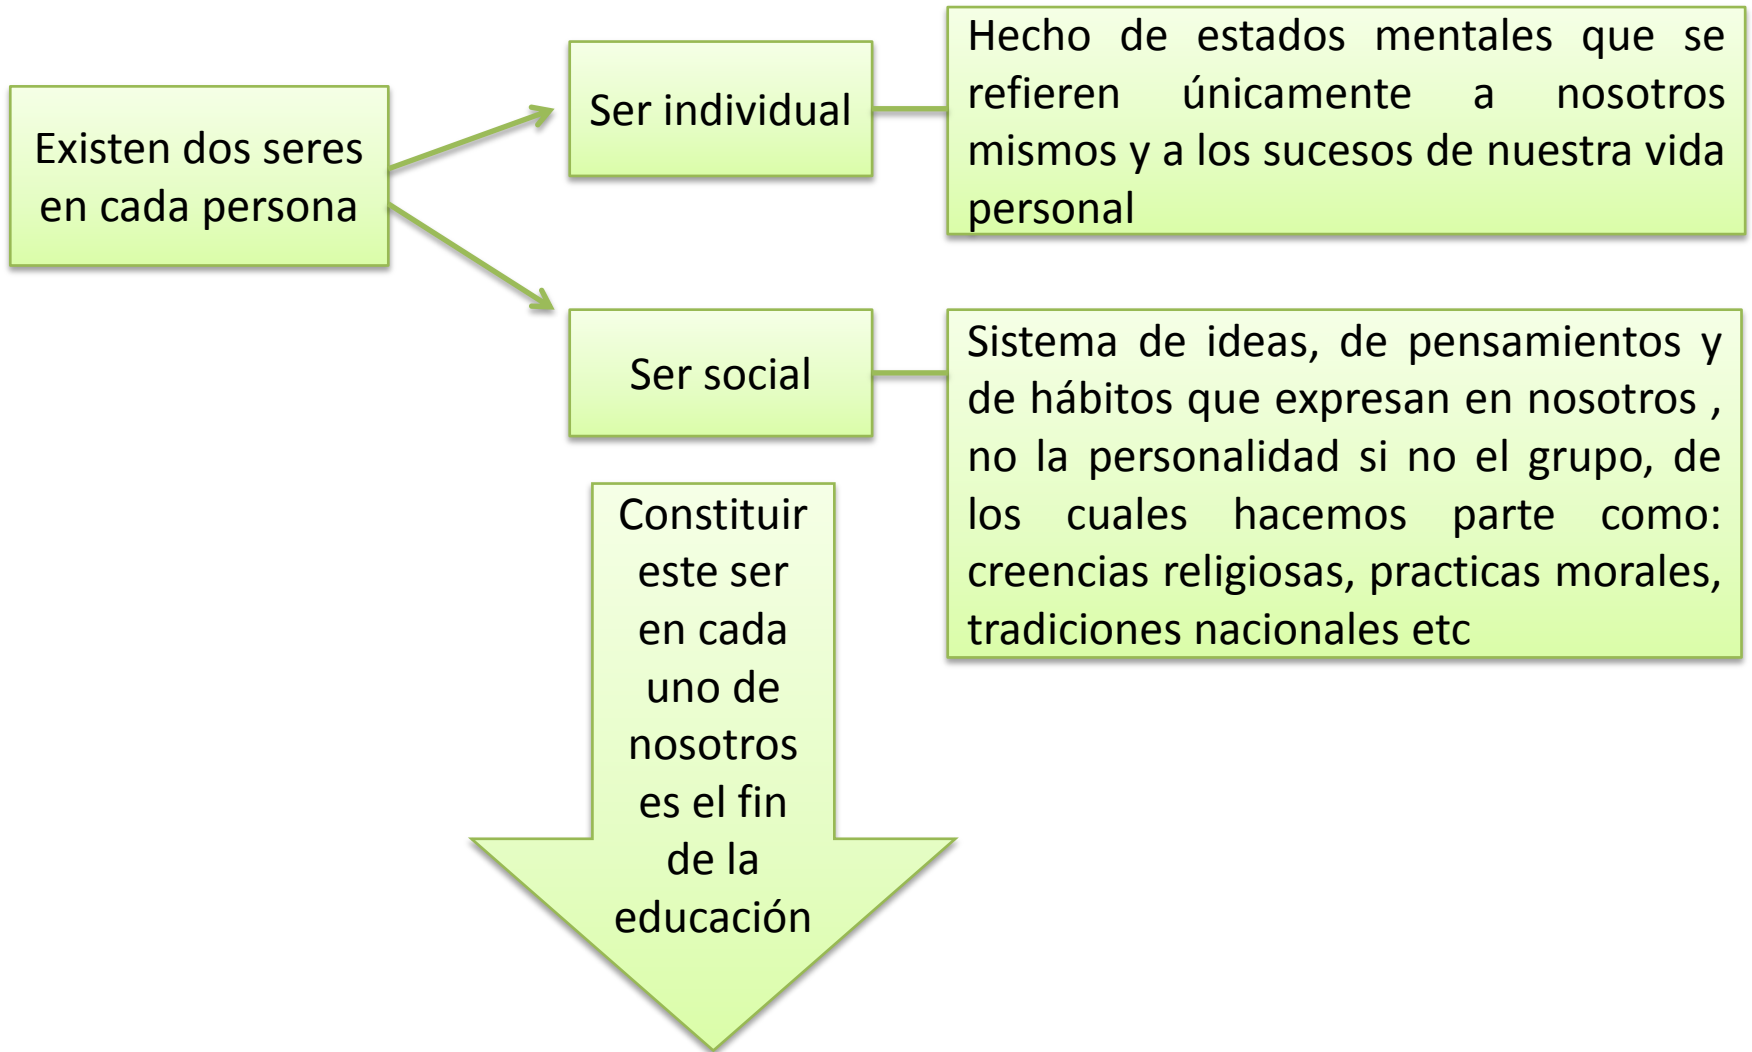 Existen dos seres
en cada persona
Ser individual
Hecho de estados mentales que se
refieren únicamente a nosotros
mismos y a los sucesos de nuestra vida
personal
Ser social
Sistema de ideas, de pensamientos y
de hábitos que expresan en nosotros ,
no la personalidad si no el grupo, de
los cuales hacemos parte como:
creencias religiosas, practicas morales,
tradiciones nacionales etc
Constituir
este ser
en cada
uno de
nosotros
es el fin
de la
educación